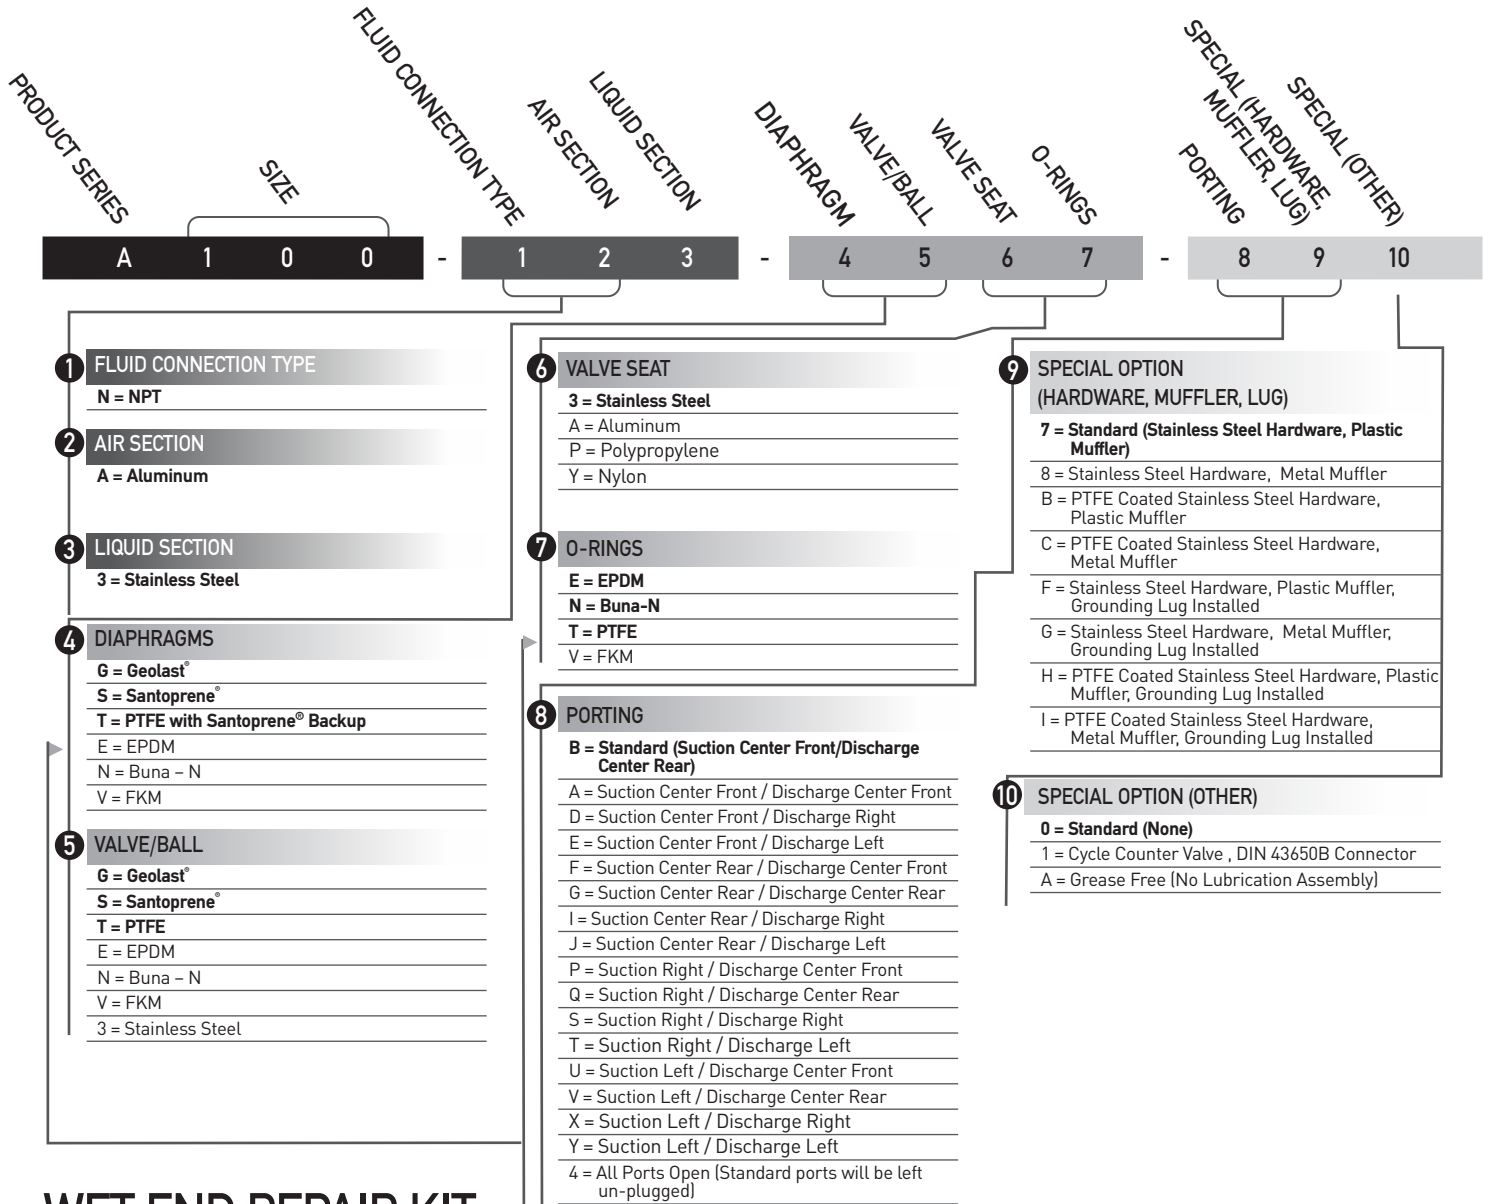 PRODUCT SERIES
SIZE
FLUID CONNECTION TYPE
AIR SECTION
LIQUID SECTION
DIAPHRAGM
VALVE/BALL
VALVE SEAT
O-RINGS
PORTING
SPECIAL (HARDWARE,
MUFFLER, LUG)
SPECIAL (OTHER)
A 1 0 0 - 1 2 3 - 4 5 6 7 - 8 9 10
1 FLUID CONNECTION TYPE
N = NPT
2 AIR SECTION
A = Aluminum
3 LIQUID SECTION
3 = Stainless Steel
4 DIAPHRAGMS
G = Geolast®
S = Santoprene®
T = PTFE with Santoprene® Backup
E = EPDM
N = Buna – N
V = FKM
5 VALVE/BALL
G = Geolast®
S = Santoprene®
T = PTFE
E = EPDM
N = Buna – N
V = FKM
3 = Stainless Steel
6 VALVE SEAT
3 = Stainless Steel
A = Aluminum
P = Polypropylene
Y = Nylon
7 O-RINGS
E = EPDM
N = Buna-N
T = PTFE
V = FKM
8 PORTING
B = Standard (Suction Center Front/Discharge
Center Rear)
A = Suction Center Front / Discharge Center Front
D = Suction Center Front / Discharge Right
E = Suction Center Front / Discharge Left
F = Suction Center Rear / Discharge Center Front
G = Suction Center Rear / Discharge Center Rear
I = Suction Center Rear / Discharge Right
J = Suction Center Rear / Discharge Left
P = Suction Right / Discharge Center Front
Q = Suction Right / Discharge Center Rear
S = Suction Right / Discharge Right
T = Suction Right / Discharge Left
U = Suction Left / Discharge Center Front
V = Suction Left / Discharge Center Rear
X = Suction Left / Discharge Right
Y = Suction Left / Discharge Left
4 = All Ports Open (Standard ports will be left
un-plugged)
9 SPECIAL OPTION
(HARDWARE, MUFFLER, LUG)
7 = Standard (Stainless Steel Hardware, Plastic
Muffler)
8 = Stainless Steel Hardware, Metal Muffler
B = PTFE Coated Stainless Steel Hardware,
Plastic Muffler
C = PTFE Coated Stainless Steel Hardware,
Metal Muffler
F = Stainless Steel Hardware, Plastic Muffler,
Grounding Lug Installed
G = Stainless Steel Hardware, Metal Muffler,
Grounding Lug Installed
H = PTFE Coated Stainless Steel Hardware, Plastic
Muffler, Grounding Lug Installed
I = PTFE Coated Stainless Steel Hardware,
Metal Muffler, Grounding Lug Installed
10 SPECIAL OPTION (OTHER)
0 = Standard (None)
1 = Cycle Counter Valve , DIN 43650B Connector
A = Grease Free (No Lubrication Assembly)
WET END REPAIR KIT